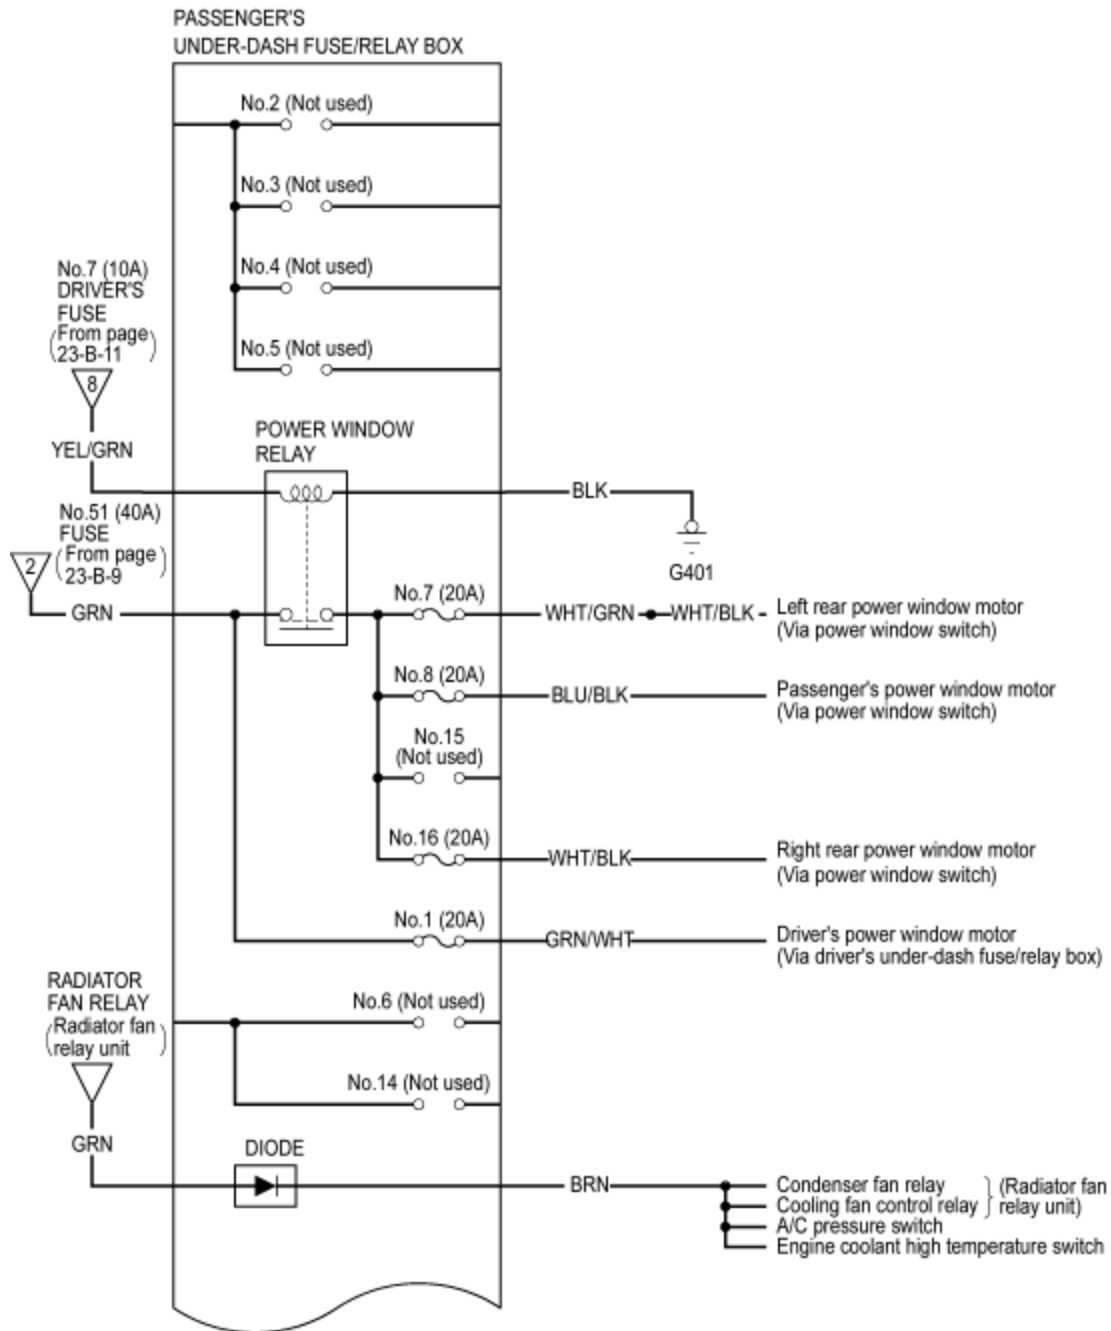 PASSENGER'S
UNDER-DASH FUSE/RELAY BOX
No.2 (Not used)
No.3 (Not used)
No.4 (Not used)
No.5 (Not used)
No.7 (10A)
DRIVER'S
FUSE
(From page
23-B-11)
8
YEL/GRN
POWER WINDOW
RELAY
BLK
G401
No.51 (40A)
FUSE
(From page
23-B-9)
2
GRN
No.7 (20A)
WHT/GRN
WHT/BLK
Left rear power window motor
(Via power window switch)
No.8 (20A)
BLU/BLK
Passenger's power window motor
(Via power window switch)
No.15
(Not used)
No.16 (20A)
WHT/BLK
Right rear power window motor
(Via power window switch)
No.1 (20A)
GRN/WHT
Driver's power window motor
(Via driver's under-dash fuse/relay box)
RADIATOR
FAN RELAY
(Radiator fan
relay unit)
No.6 (Not used)
No.14 (Not used)
GRN
DIODE
BRN
Condenser fan relay
Cooling fan control relay
(Radiator fan
relay unit)
A/C pressure switch
Engine coolant high temperature switch